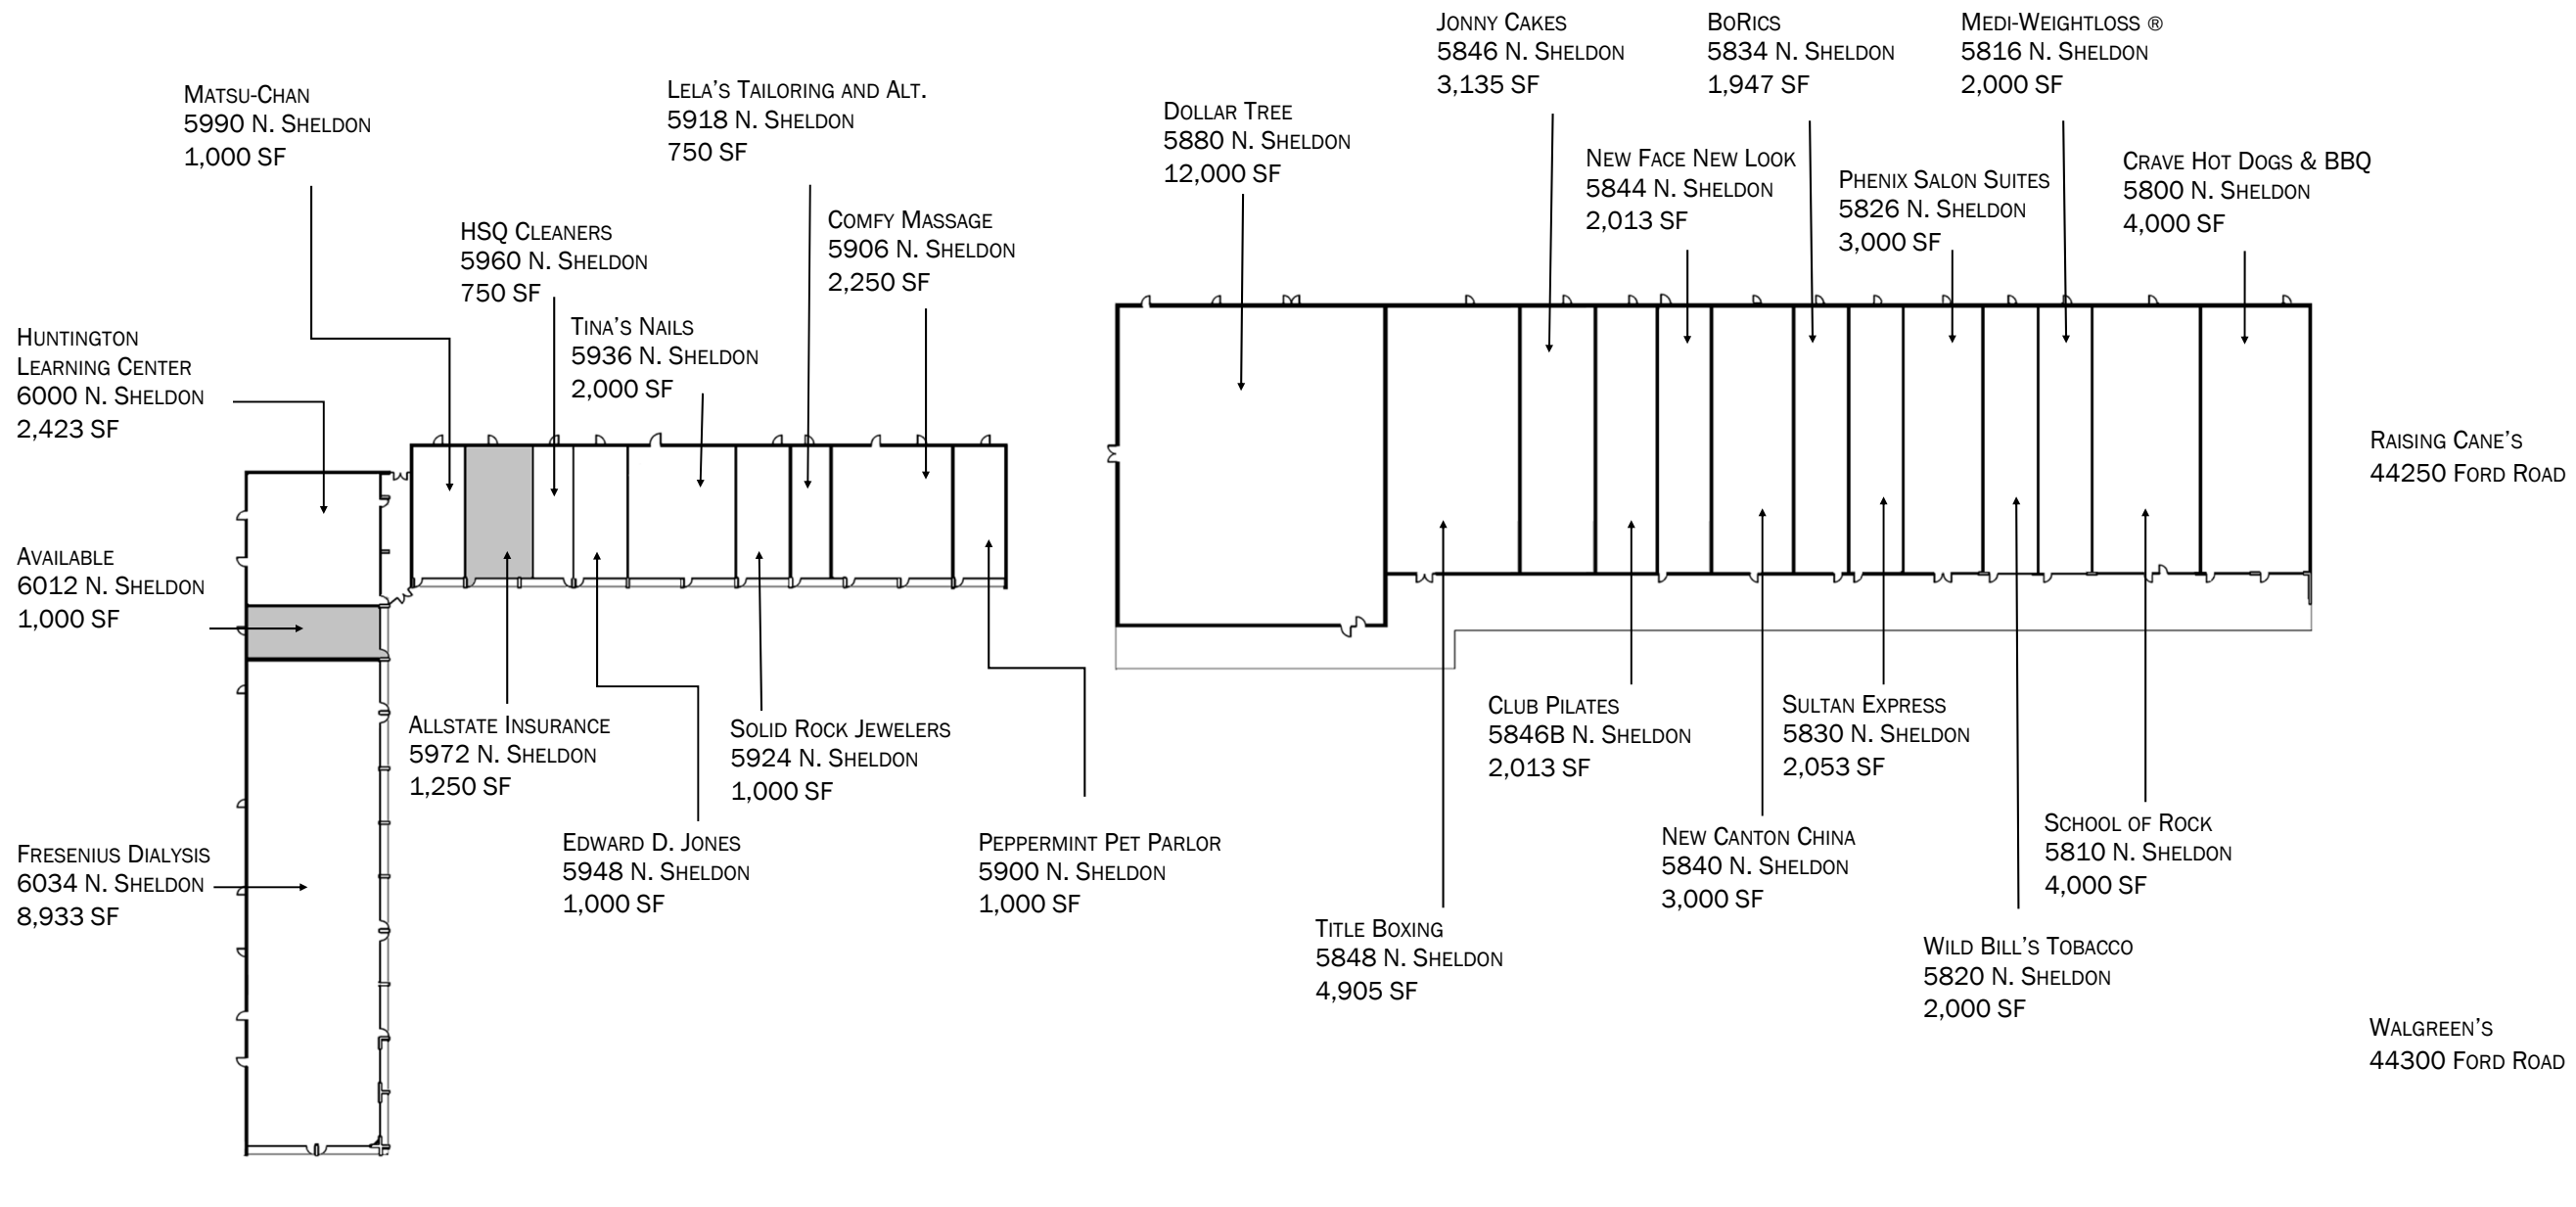 Matsu-Chan
5990 N. Sheldon
1,000 SF
Lela's Tailoring and Alt.
5918 N. Sheldon
750 SF
HSQ Cleaners
5960 N. Sheldon
750 SF
Comfy Massage
5906 N. Sheldon
2,250 SF
Tina's Nails
5936 N. Sheldon
2,000 SF
Huntington
Learning Center
6000 N. Sheldon
2,423 SF
Available
6012 N. Sheldon
1,000 SF
Fresenius Dialysis
6034 N. Sheldon
8,933 SF
Allstate Insurance
5972 N. Sheldon
1,250 SF
Edward D. Jones
5948 N. Sheldon
1,000 SF
Solid Rock Jewelers
5924 N. Sheldon
1,000 SF
Peppermint Pet Parlor
5900 N. Sheldon
1,000 SF
Dollar Tree
5880 N. Sheldon
12,000 SF
Jonny Cakes
5846 N. Sheldon
3,135 SF
New Face New Look
5844 N. Sheldon
2,013 SF
BoRics
5834 N. Sheldon
1,947 SF
Phenix Salon Suites
5826 N. Sheldon
3,000 SF
Medi-Weightloss ®
5816 N. Sheldon
2,000 SF
Crave Hot Dogs & BBQ
5800 N. Sheldon
4,000 SF
Title Boxing
5848 N. Sheldon
4,905 SF
Club Pilates
5846B N. Sheldon
2,013 SF
New Canton China
5840 N. Sheldon
3,000 SF
Sultan Express
5830 N. Sheldon
2,053 SF
Wild Bill's Tobacco
5820 N. Sheldon
2,000 SF
School of Rock
5810 N. Sheldon
4,000 SF
Raising Cane's
44250 Ford Road
Walgreen's
44300 Ford Road